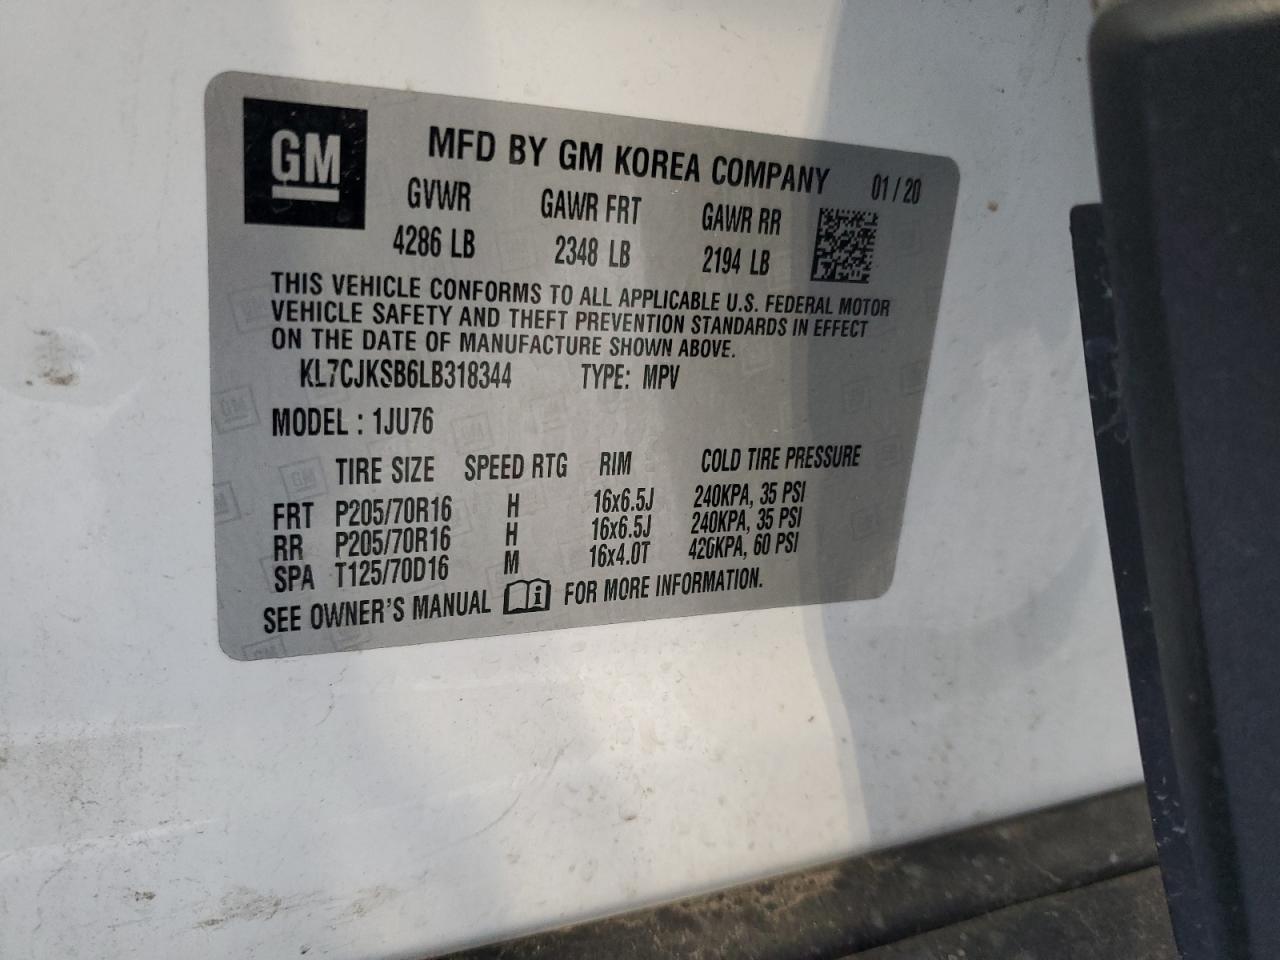 GM
MFD BY GM KOREA COMPANY 01 / 20
GVWR GAWR FRT GAWR RR
4286 LB 2348 LB 2194 LB
THIS VEHICLE CONFORMS TO ALL APPLICABLE U.S. FEDERAL MOTOR
VEHICLE SAFETY AND THEFT PREVENTION STANDARDS IN EFFECT
ON THE DATE OF MANUFACTURE SHOWN ABOVE.
KL7CJKSB6LB318344 TYPE: MPV
MODEL : 1JU76
TIRE SIZE SPEED RTG RIM COLD TIRE PRESSURE
FRT P205/70R16 H 16x6.5J 240KPA, 35 PSI
RR P205/70R16 H 16x6.5J 240KPA, 35 PSI
SPA T125/70D16 M 16x4.0T 420KPA, 60 PSI
SEE OWNER'S MANUAL i FOR MORE INFORMATION.